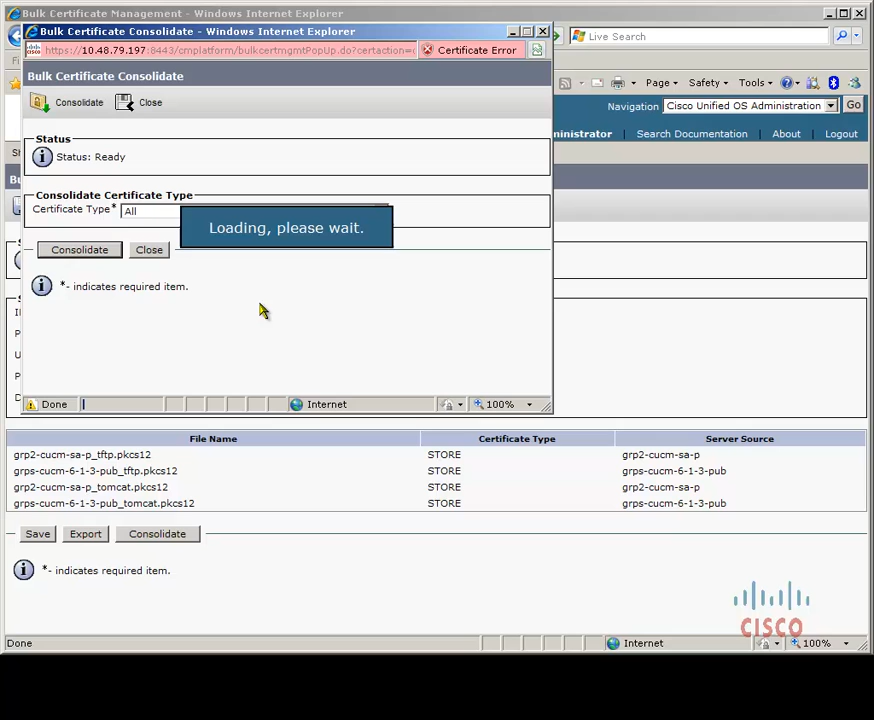 Bulk Certificate Management - Windows Internet Explorer
Bulk Certificate Consolidate - Windows Internet Explorer
https://10.48.79.197:8443/cmplatform/bulkcertmgmtPopUp.do?certaction=
Certificate Error
Live Search
Bulk Certificate Consolidate
Page
Safety
Tools
Consolidate
Close
Navigation
Cisco Unified OS Administration
Go
ministrator
Search Documentation
About
Logout
Status
Status: Ready
Consolidate Certificate Type
Certificate Type*
All
Loading, please wait.
Consolidate
Close
*- indicates required item.
Done
Internet
100%
File Name
Certificate Type
Server Source
grp2-cucm-sa-p_tftp.pkcs12
STORE
grp2-cucm-sa-p
grps-cucm-6-1-3-pub_tftp.pkcs12
STORE
grps-cucm-6-1-3-pub
grp2-cucm-sa-p_tomcat.pkcs12
STORE
grp2-cucm-sa-p
grps-cucm-6-1-3-pub_tomcat.pkcs12
STORE
grps-cucm-6-1-3-pub
Save
Export
Consolidate
*- indicates required item.
CISCO
Done
Internet
100%